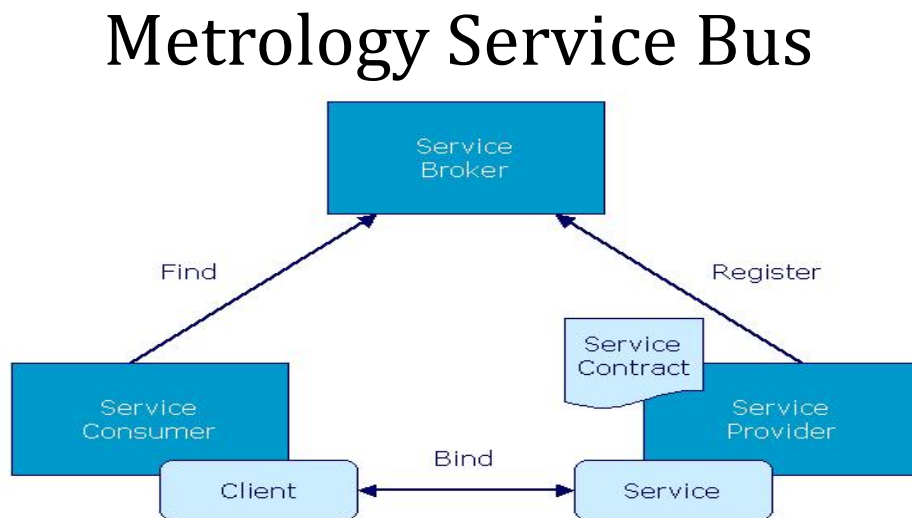 Metrology Service Bus
Service
Broker
Find
Register
Service
Contract
Service
Consumer
Service
Provider
Bind
Client
Service